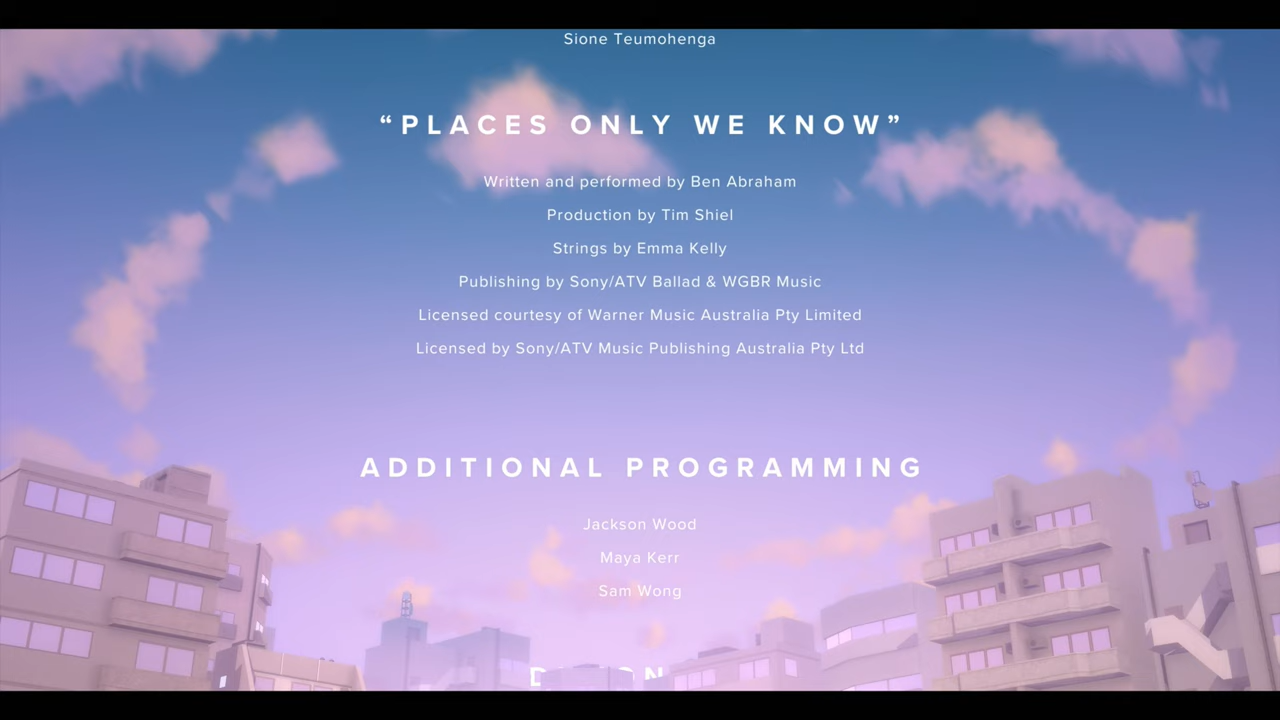 Sione Teumohenga
“PLACES ONLY WE KNOW”
Written and performed by Ben Abraham
Production by Tim Shiel
Strings by Emma Kelly
Publishing by Sony/ATV Ballad & WGBR Music
Licensed courtesy of Warner Music Australia Pty Limited
Licensed by Sony/ATV Music Publishing Australia Pty Ltd
ADDITIONAL PROGRAMMING
Jackson Wood
Maya Kerr
Sam Wong